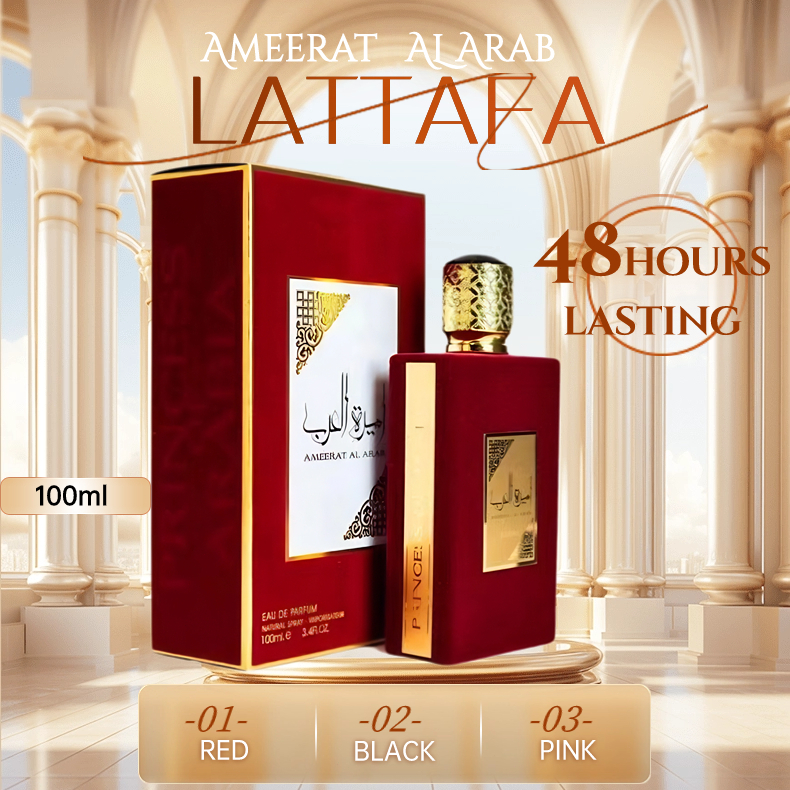 AMEERAT AL ARAB
LATTAFA
48HOURS
LASTING
أميرة العرب
AMEERAT AL ARAB
أميرة العرب
PRINCESS
100ml
EAU DE PARFUM
NATURAL SPRAY - VAPORISATEUR
100ml.e 3.4FL.OZ
-01-
RED
-02-
BLACK
-03-
PINK